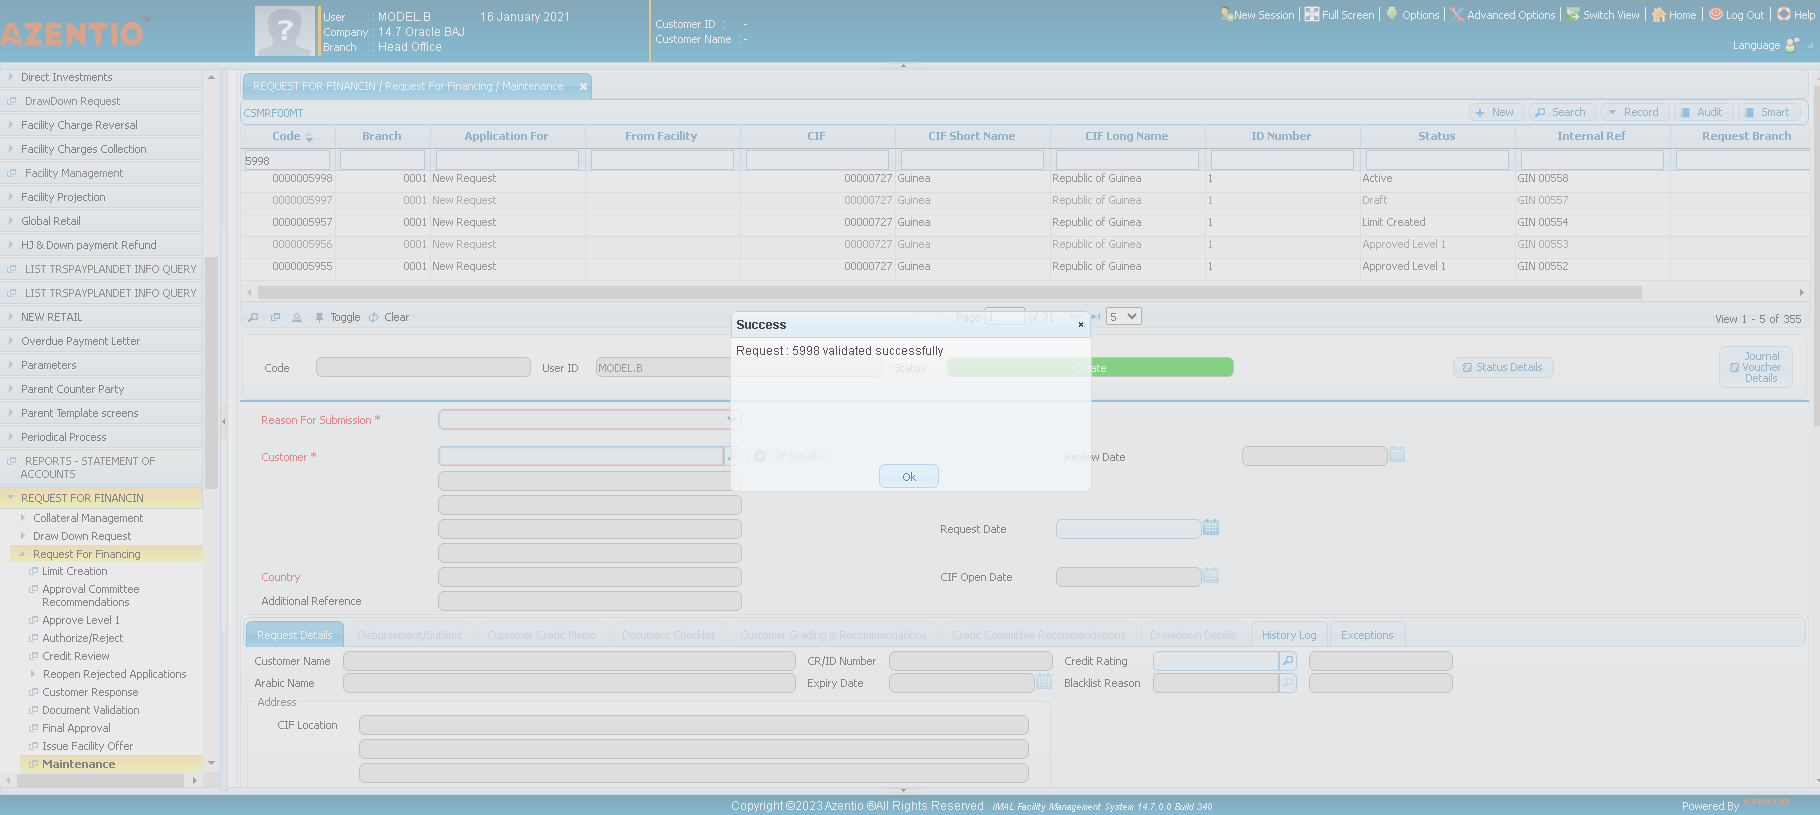 AZENTIO™
User : MODEL.B 16 January 2021
Company : 14.7 Oracle BAJ
Branch : Head Office
Customer ID : -
Customer Name : -
New Session Full Screen Options Advanced Options Switch View Home Log Out Help
Language
Direct Investments
DrawDown Request
Facility Charge Reversal
Facility Charges Collection
Facility Management
Facility Projection
Global Retail
HJ & Down payment Refund
LIST TRSPAYPLANDET INFO QUERY
LIST TRSPAYPLANDET INFO QUERY
NEW RETAIL
Overdue Payment Letter
Parameters
Parent Counter Party
Parent Template screens
Periodical Process
REPORTS - STATEMENT OF
ACCOUNTS
REQUEST FOR FINANCIN
Collateral Management
Draw Down Request
Request For Financing
Limit Creation
Approval Committee
Recommendations
Approve Level 1
Authorize/Reject
Credit Review
Reopen Rejected Applications
Customer Response
Document Validation
Final Approval
Issue Facility Offer
Maintenance
REQUEST FOR FINANCIN / Request For Financing / Maintenance
CSMRF00MT
New Search Record Audit Smart
Code Branch Application For From Facility CIF CIF Short Name CIF Long Name ID Number Status Internal Ref Request Branch
5998
0000005998 0001 New Request 00000727 Guinea Republic of Guinea 1 Active GIN 00558
0000005997 0001 New Request 00000727 Guinea Republic of Guinea 1 Draft GIN 00557
0000005957 0001 New Request 00000727 Guinea Republic of Guinea 1 Limit Created GIN 00554
0000005956 0001 New Request 00000727 Guinea Republic of Guinea 1 Approved Level 1 GIN 00553
0000005955 0001 New Request 00000727 Guinea Republic of Guinea 1 Approved Level 1 GIN 00552
Toggle Clear
Page 1 of 71 5
View 1 - 5 of 355
Success
Request : 5998 validated successfully
Ok
Code User ID MODEL.B Status Create
Status Details
Journal
Voucher
Details
Reason For Submission *
Customer * CIF Details Review Date
Request Date
Country CIF Open Date
Additional Reference
Request Details Disbursement/Sublimit Customer Credit Memo Document Checklist Customer Grading & Recommendations Credit Committee Recommendations Drawdown Details History Log Exceptions
Customer Name CR/ID Number Credit Rating
Arabic Name Expiry Date Blacklist Reason
Address
CIF Location
Copyright ©2023 Azentio ®All Rights Reserved iMAL Facility Management System 14.7.0.0 Build 340
Powered By AZENTIO